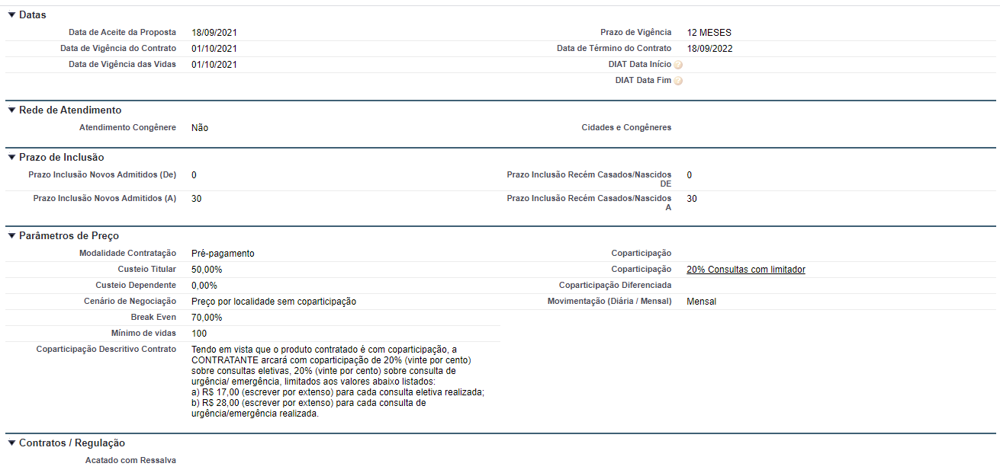 Datas
Data de Aceite da Proposta 18/09/2021 Prazo de Vigência 12 MESES
Data de Vigência do Contrato 01/10/2021 Data de Término do Contrato 18/09/2022
Data de Vigência das Vidas 01/10/2021 DIAT Data Início ?
DIAT Data Fim ?
Rede de Atendimento
Atendimento Congênere Não Cidades e Congêneres
Prazo de Inclusão
Prazo Inclusão Novos Admitidos (De) 0 Prazo Inclusão Recém Casados/Nascidos 0
DE
Prazo Inclusão Novos Admitidos (A) 30 Prazo Inclusão Recém Casados/Nascidos 30
A
Parâmetros de Preço
Modalidade Contratação Pré-pagamento Coparticipação
Custeio Titular 50,00% Coparticipação 20% Consultas com limitador
Custeio Dependente 0,00% Coparticipação Diferenciada
Cenário de Negociação Preço por localidade sem coparticipação Movimentação (Diária / Mensal) Mensal
Break Even 70,00%
Mínimo de vidas 100
Coparticipação Descritivo Contrato Tendo em vista que o produto contratado é com coparticipação, a
CONTRATANTE arcará com coparticipação de 20% (vinte por cento)
sobre consultas eletivas, 20% (vinte por cento) sobre consulta de
urgência/ emergência, limitados aos valores abaixo listados:
a) R$ 17,00 (escrever por extenso) para cada consulta eletiva realizada;
b) R$ 28,00 (escrever por extenso) para cada consulta de
urgência/emergência realizada.
Contratos / Regulação
Acatado com Ressalva